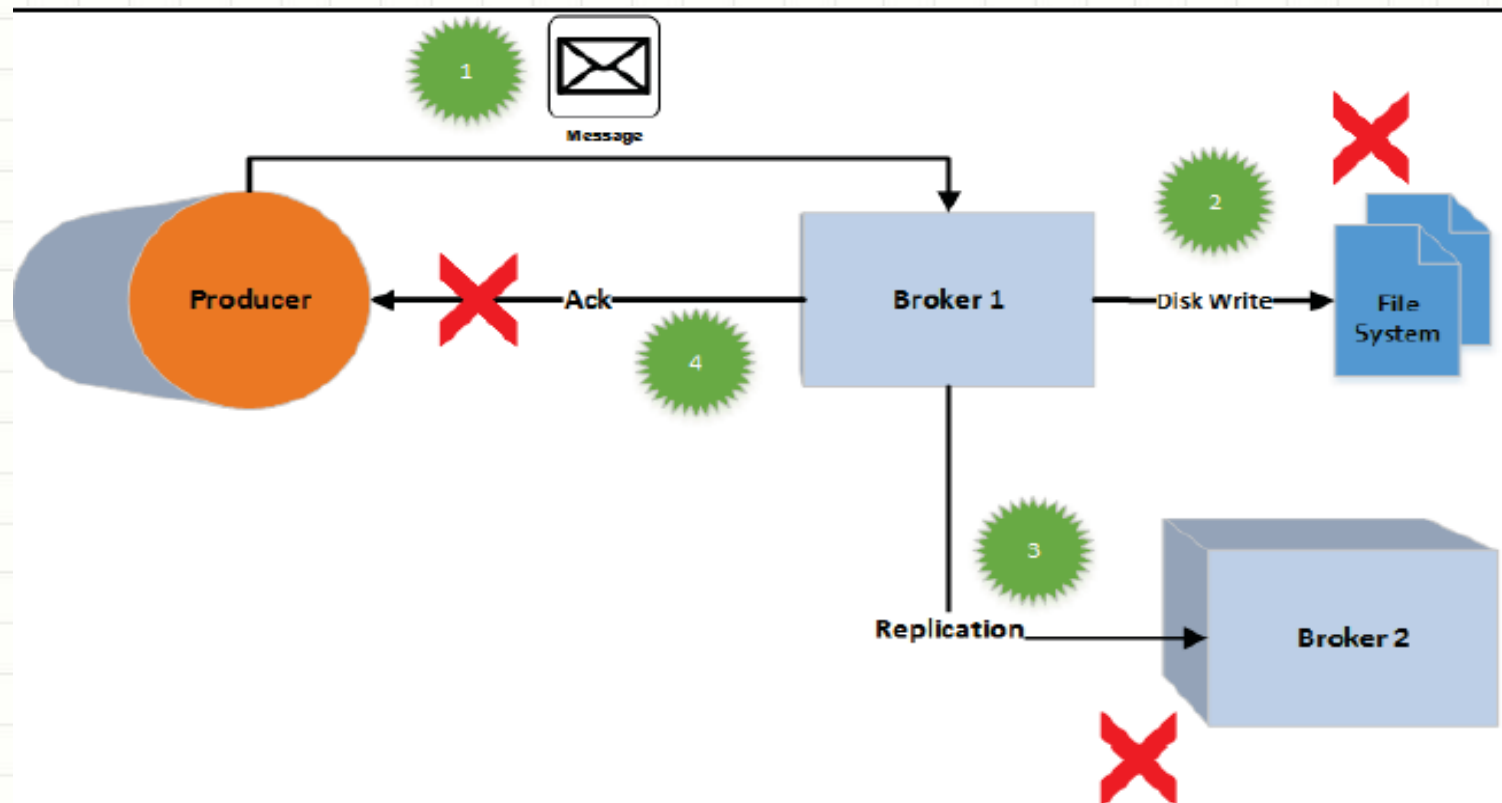 1
Message
2
Producer
Ack
Broker 1
Disk Write
File
System
4
3
Replication
Broker 2